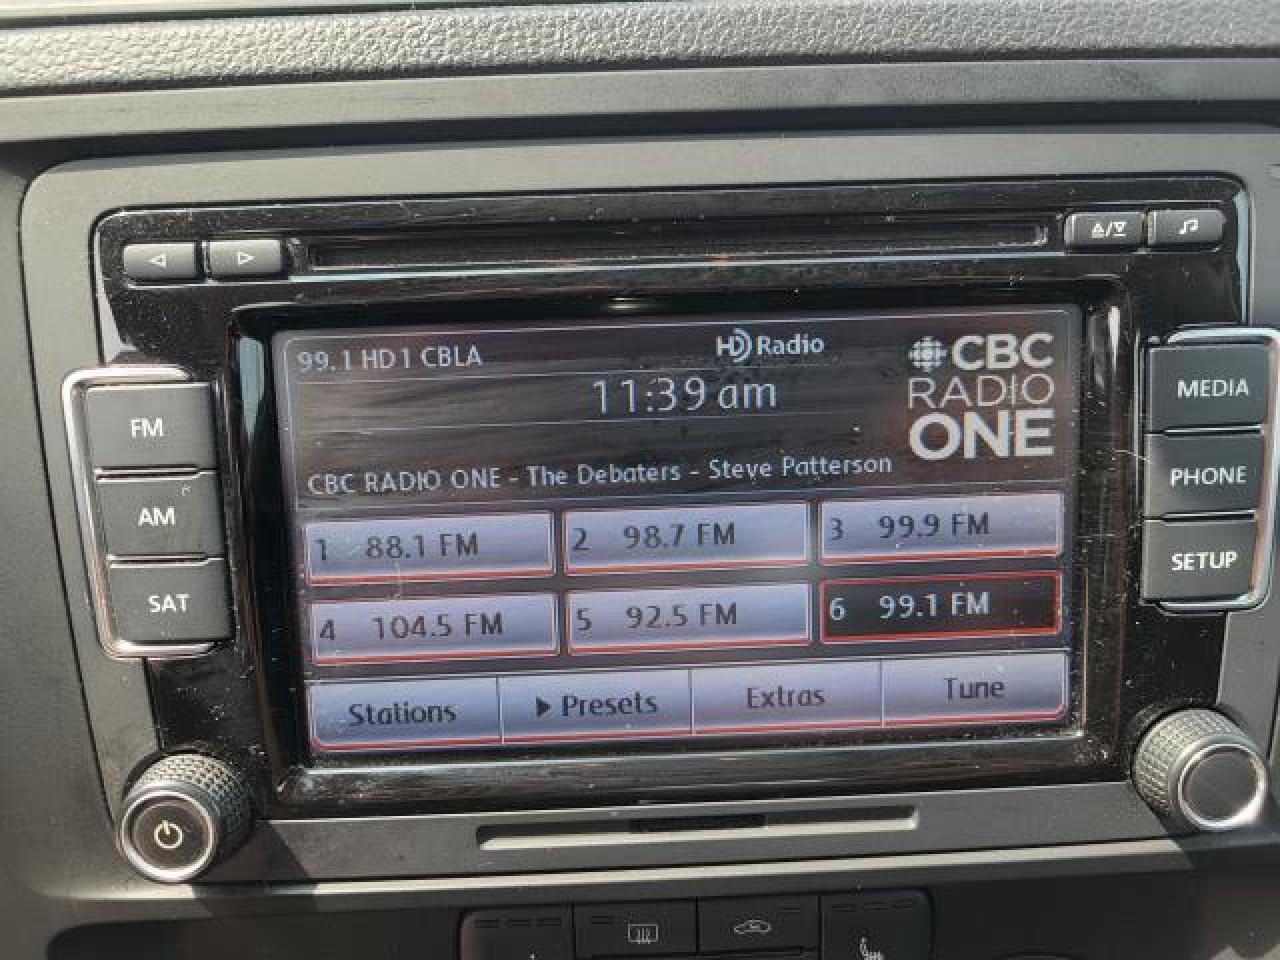 99.1 HD1 CBLA
HD Radio
11:39 am
CBC
RADIO
ONE
CBC RADIO ONE - The Debaters - Steve Patterson
FM
AM
SAT
MEDIA
PHONE
SETUP
1 88.1 FM
2 98.7 FM
3 99.9 FM
4 104.5 FM
5 92.5 FM
6 99.1 FM
Stations
Presets
Extras
Tune